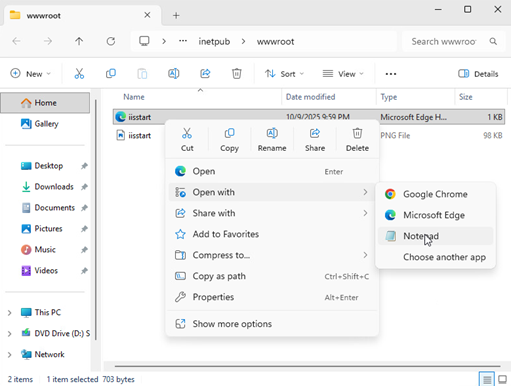 wwwroot
inetpub > wwwroot
Search wwwroo
New
Sort
View
Details
Home
Gallery
Desktop
Downloads
Documents
Pictures
Music
Videos
This PC
DVD Drive (D:) S
Network
Name
Date modified
Type
Size
iisstart
10/9/2025 9:59 PM
Microsoft Edge H...
1 KB
iisstart
PNG File
98 KB
Cut
Copy
Rename
Share
Delete
Open
Enter
Open with
Share with
Add to Favorites
Compress to...
Copy as path
Ctrl+Shift+C
Properties
Alt+Enter
Show more options
Google Chrome
Microsoft Edge
Notepad
Choose another app
2 items
1 item selected 703 bytes